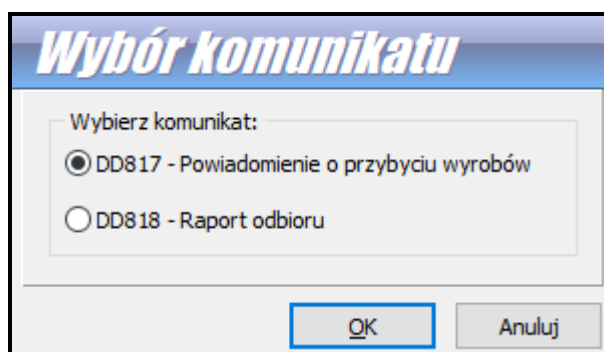 Wybór komunikatu
Wybierz komunikat:
DD817 - Powiadomienie o przybyciu wyrobów
DD818 - Raport odbioru
OK Anuluj